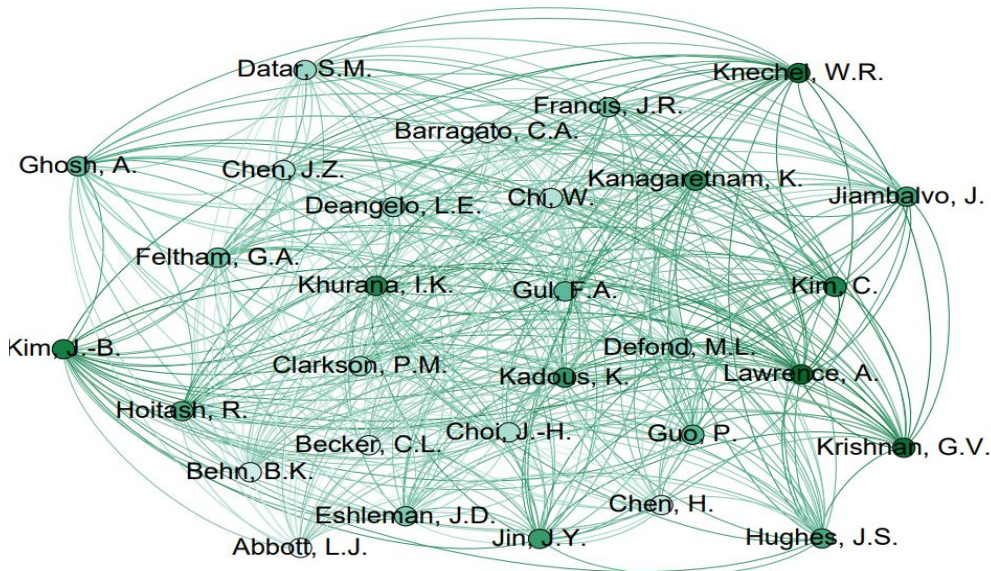 Datar, S.M.
Knechel, W.R.
Francis, J.R.
Barragato, C.A.
Ghosh, A.
Chen, J.Z.
Kanagaretnam, K.
Chi, W.
Jiambalvo, J.
Deangelo, L.E.
Feltham, G.A.
Khurana, I.K.
Gul, F.A.
Kim, C.
Kim, J.-B.
Defond, M.L.
Clarkson, P.M.
Kadous, K.
Lawrence, A.
Hoitash, R.
Becker, C.L.
Choi, J.-H.
Guo, P.
Krishnan, G.V.
Behn, B.K.
Chen, H.
Eshleman, J.D.
Abbott, L.J.
Jin, J.Y.
Hughes, J.S.